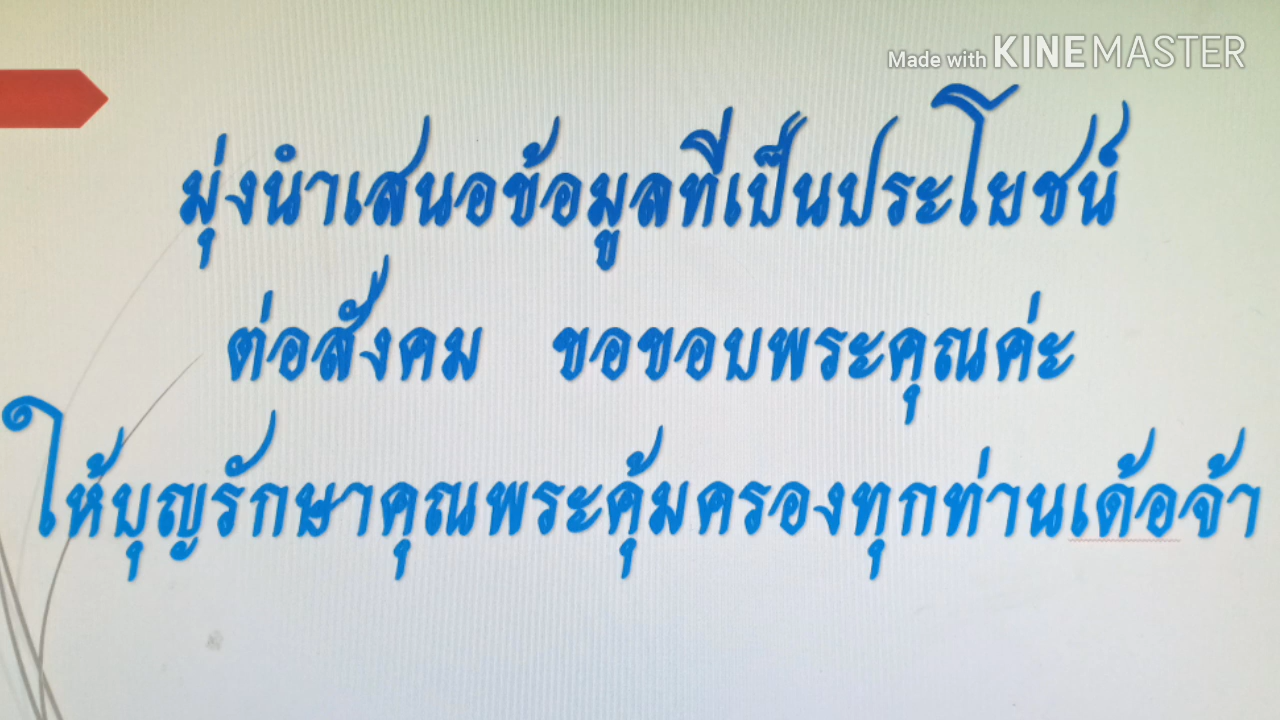 Made with KINEMASTER
มุ่งนำเสนอข้อมูลที่เป็นประโยชน์
ต่อสังคม ขอขอบพระคุณค่ะ
ให้บุญรักษาคุณพระคุ้มครองทุกท่านเด้อจ้า